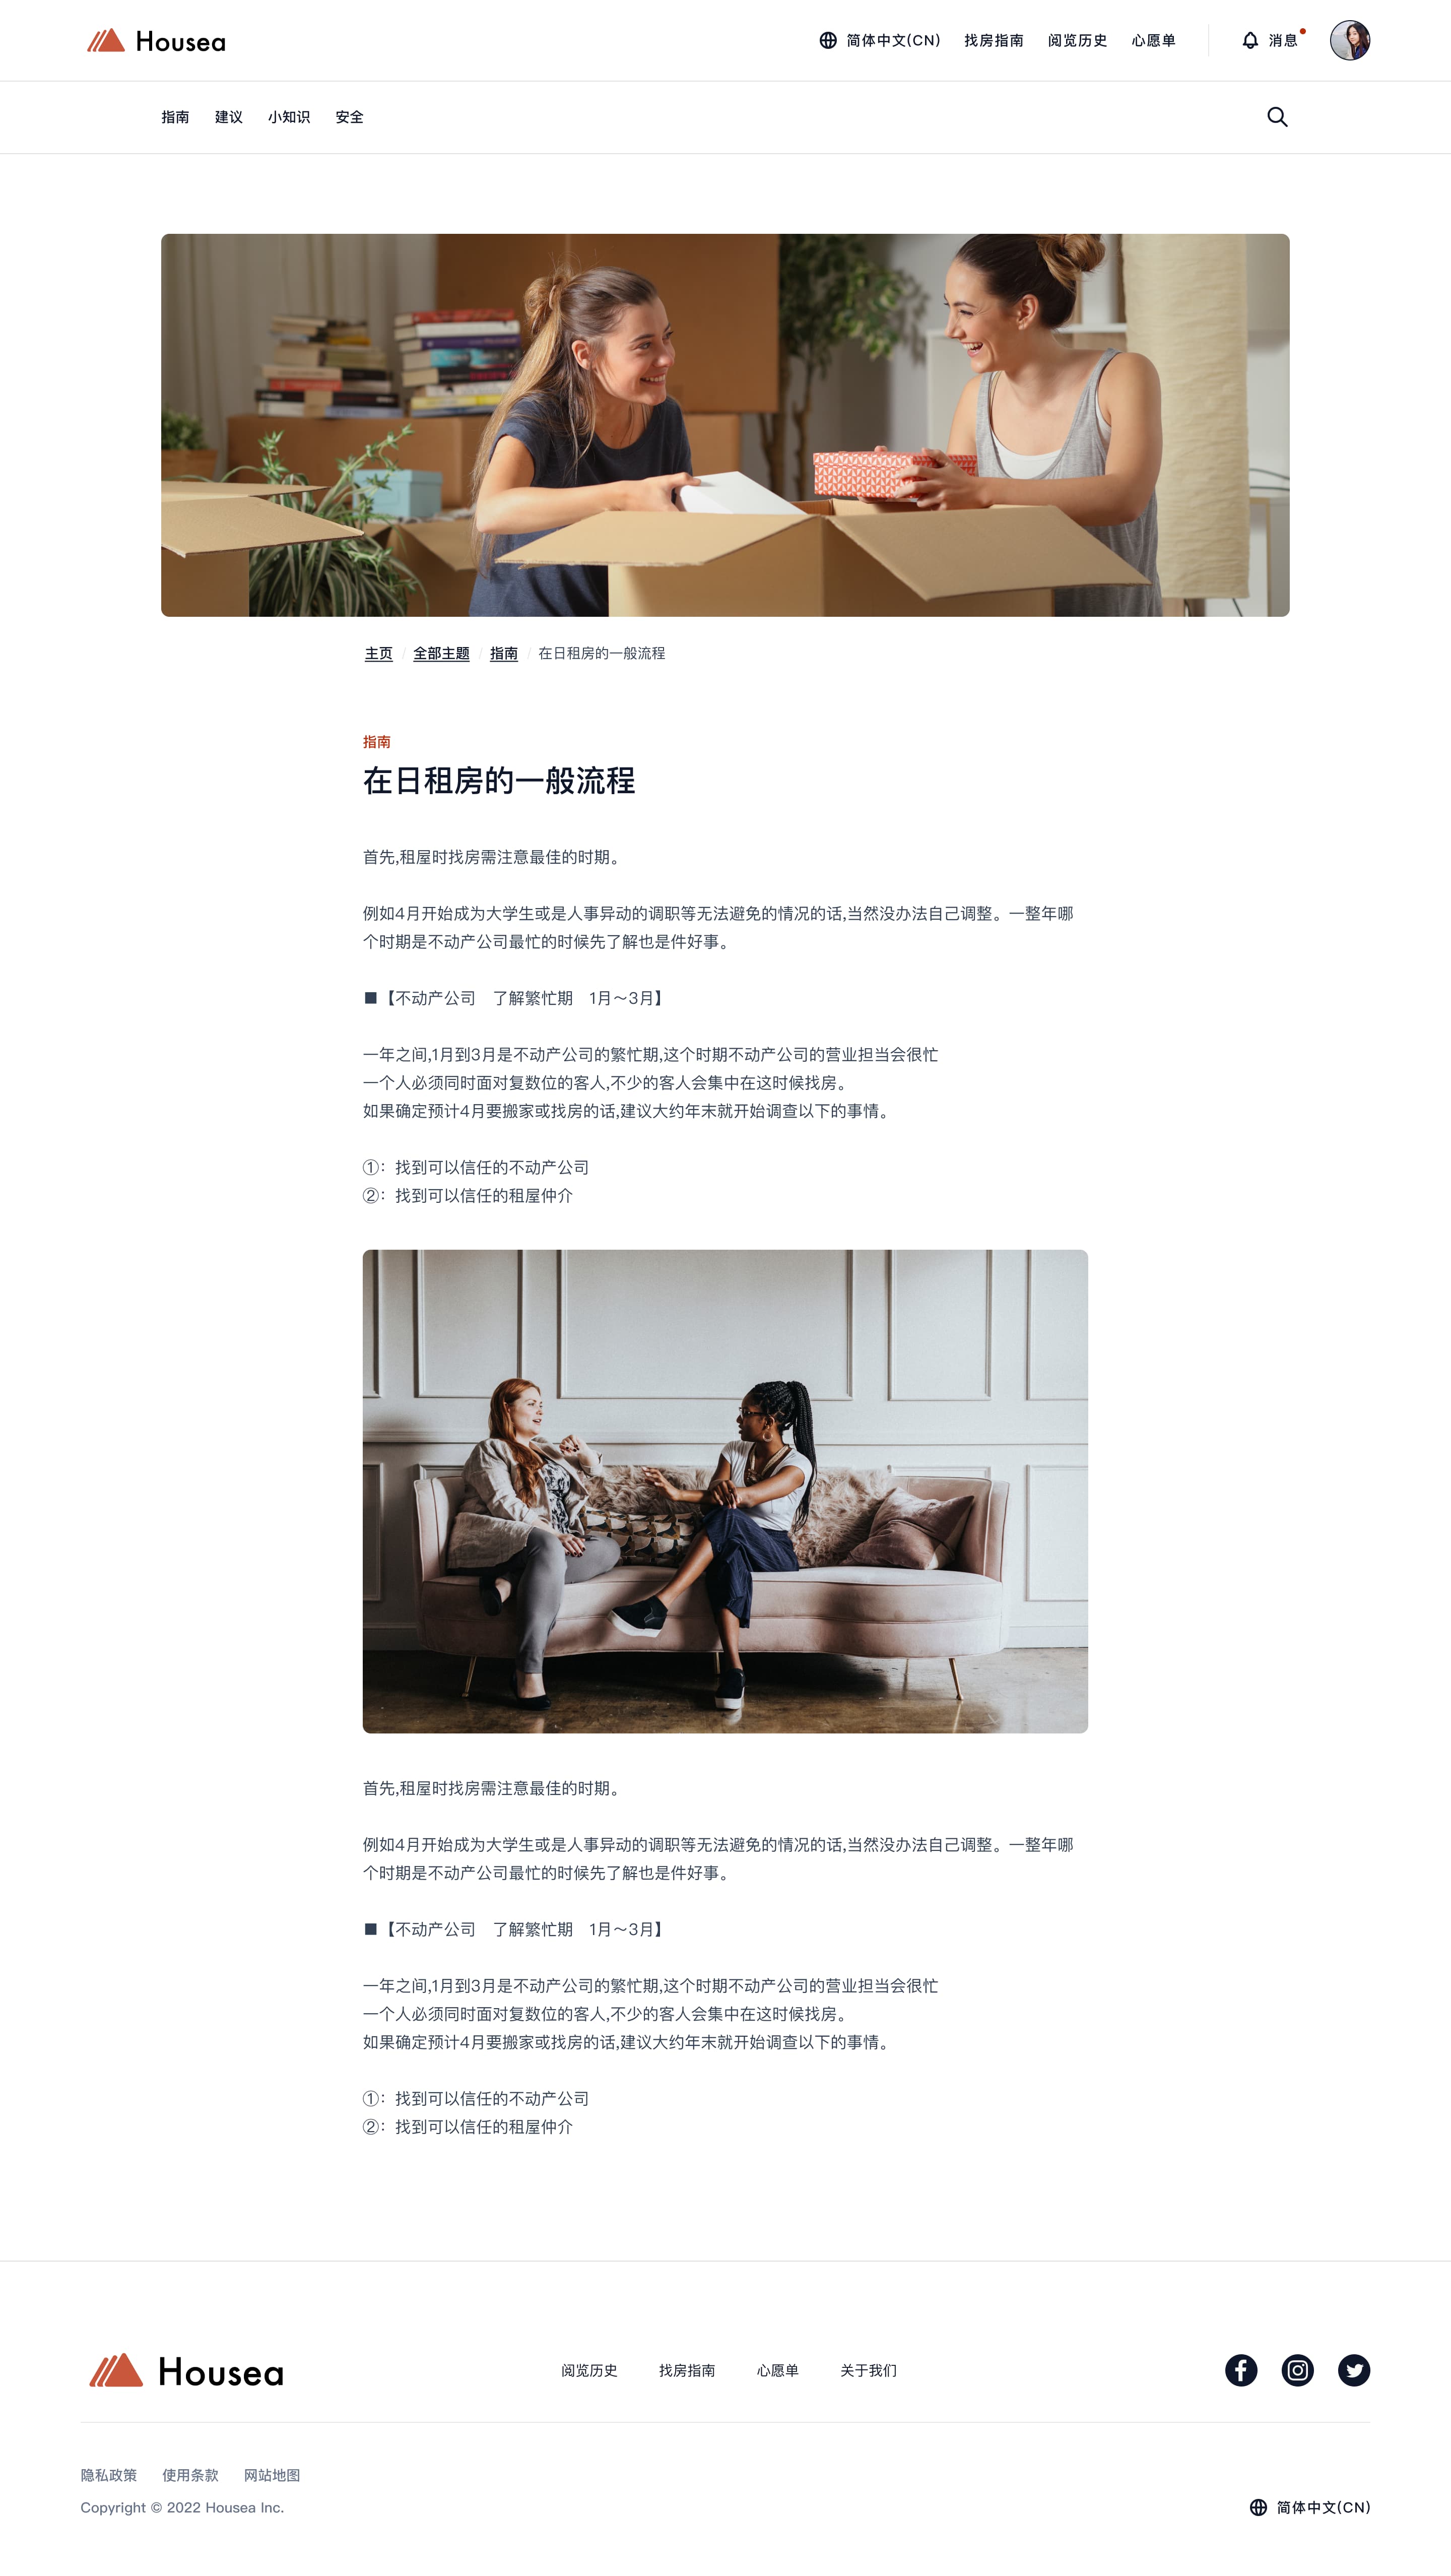 Housea
简体中文(CN)
找房指南
阅览历史
心愿单
消息
指南
建议
小知识
安全
主页 / 全部主题 / 指南 / 在日租房的一般流程
指南
在日租房的一般流程
首先,租屋时找房需注意最佳的时期。
例如4月开始成为大学生或是人事异动的调职等无法避免的情况的话,当然没办法自己调整。一整年哪
个时期是不动产公司最忙的时候先了解也是件好事。
■【不动产公司　了解繁忙期　1月～3月】
一年之间,1月到3月是不动产公司的繁忙期,这个时期不动产公司的营业担当会很忙
一个人必须同时面对复数位的客人,不少的客人会集中在这时候找房。
如果确定预计4月要搬家或找房的话,建议大约年末就开始调查以下的事情。
①：找到可以信任的不动产公司
②：找到可以信任的租屋仲介
首先,租屋时找房需注意最佳的时期。
例如4月开始成为大学生或是人事异动的调职等无法避免的情况的话,当然没办法自己调整。一整年哪
个时期是不动产公司最忙的时候先了解也是件好事。
■【不动产公司　了解繁忙期　1月～3月】
一年之间,1月到3月是不动产公司的繁忙期,这个时期不动产公司的营业担当会很忙
一个人必须同时面对复数位的客人,不少的客人会集中在这时候找房。
如果确定预计4月要搬家或找房的话,建议大约年末就开始调查以下的事情。
①：找到可以信任的不动产公司
②：找到可以信任的租屋仲介
Housea
阅览历史
找房指南
心愿单
关于我们
隐私政策
使用条款
网站地图
Copyright © 2022 Housea Inc.
简体中文(CN)